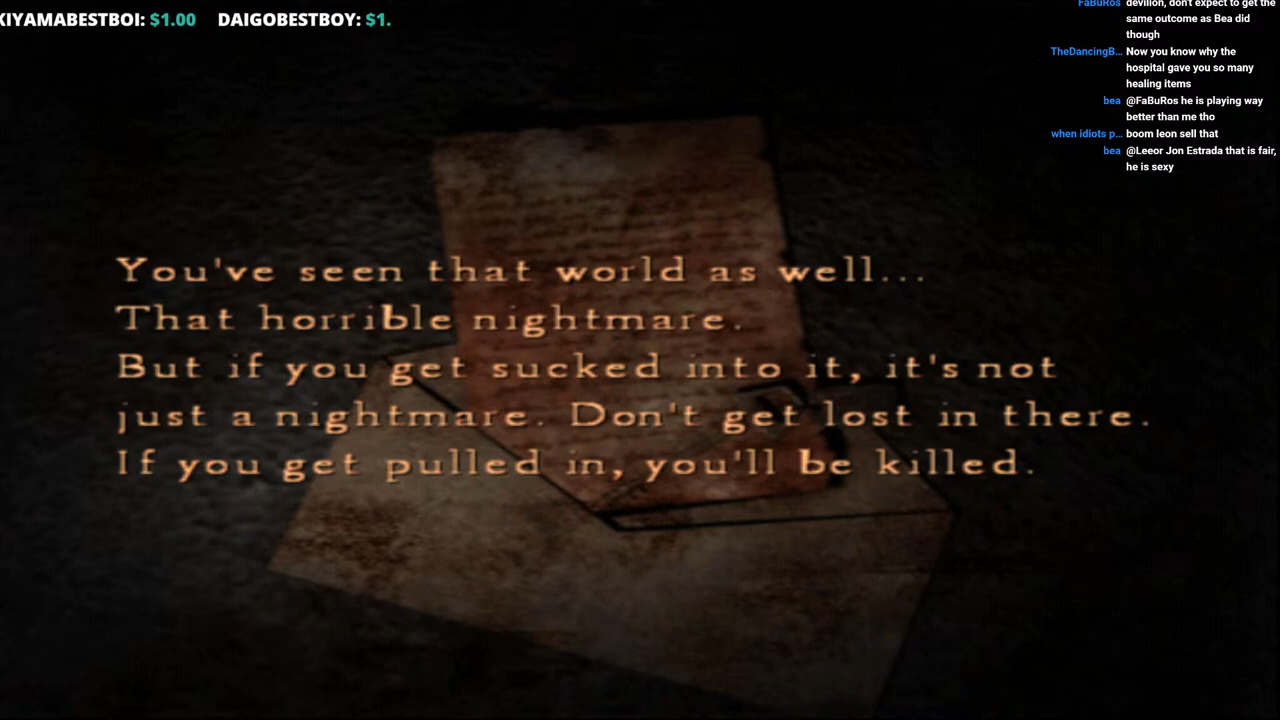 KIYAMABESTBOI: $1.00 DAIGOBESTBOY: $1.
FaBuRos devilion, don't expect to get the
same outcome as Bea did
though
TheDancingB... Now you know why the
hospital gave you so many
healing items
bea @FaBuRos he is playing way
better than me tho
when idiots p... boom leon sell that
bea @Leeor Jon Estrada that is fair,
he is sexy
You've seen that world as well...
That horrible nightmare.
But if you get sucked into it, it's not
just a nightmare. Don't get lost in there.
If you get pulled in, you'll be killed.